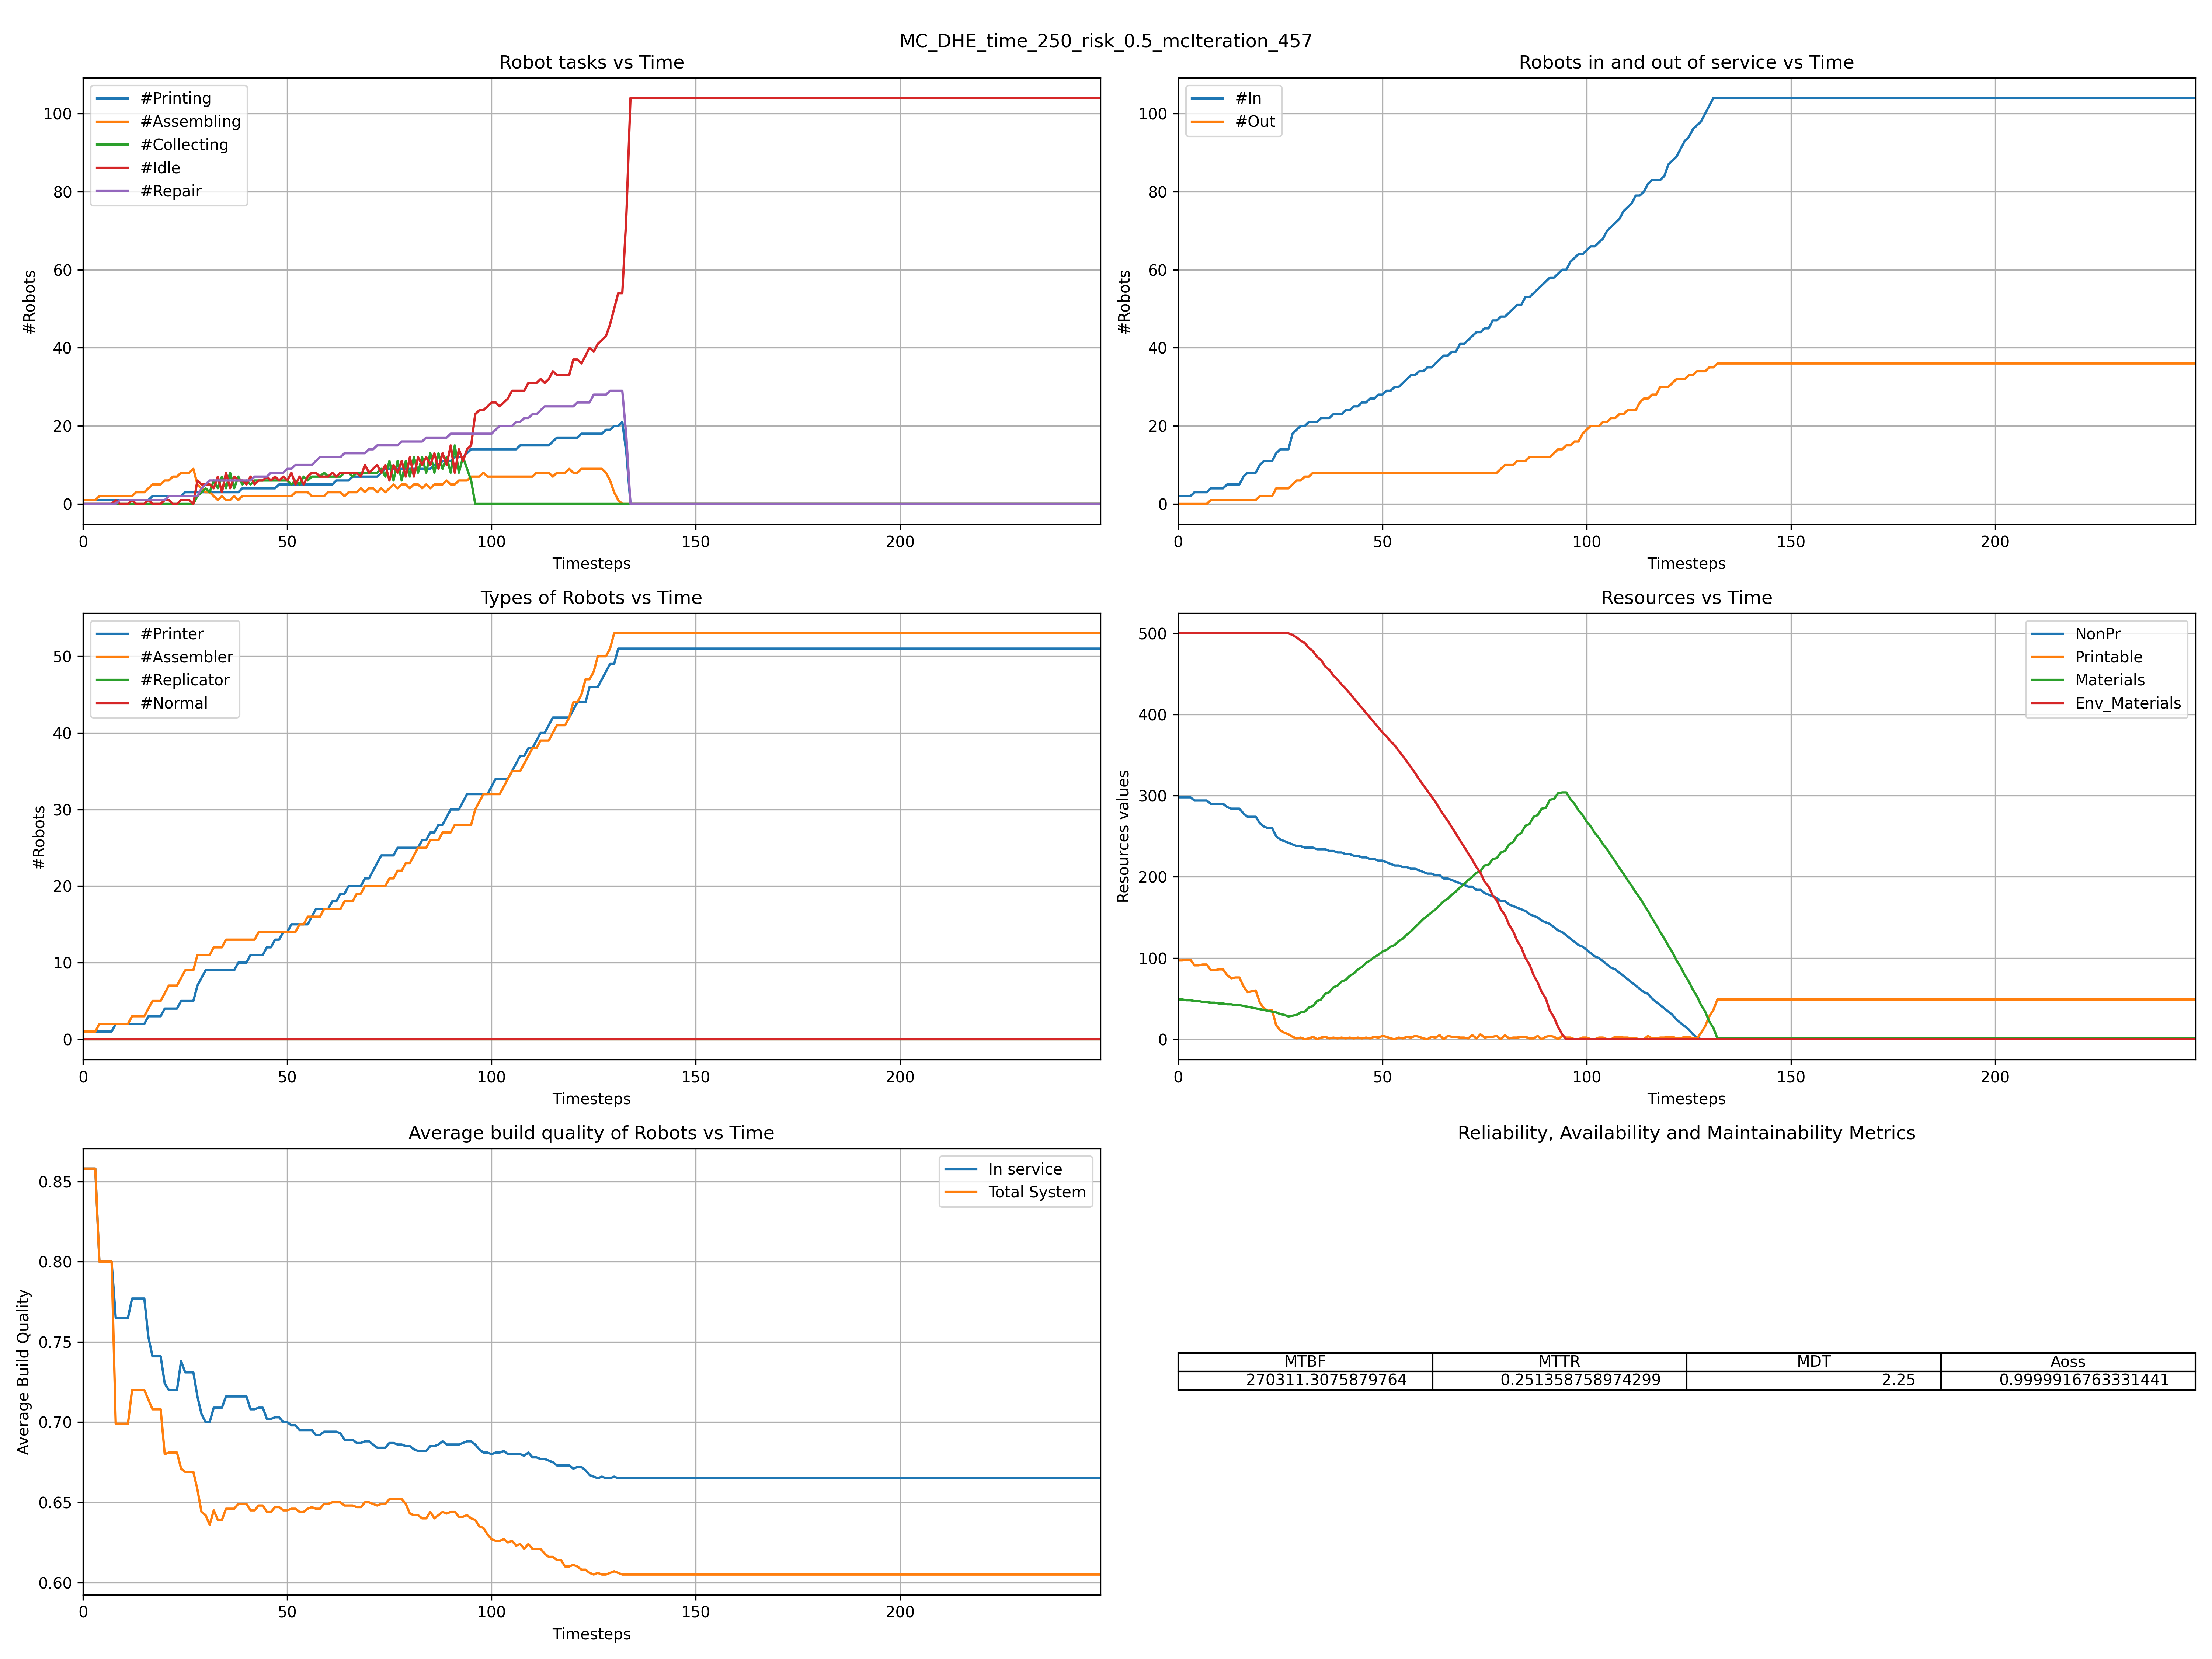 MC_DHE_time_250_risk_0.5_mcIteration_457
Robot tasks vs Time
#Printing
#Assembling
#Collecting
#Idle
#Repair
100
80
60
40
20
0
#Robots
0 50 100 150 200
Timesteps
Robots in and out of service vs Time
#In
#Out
100
80
60
40
20
0
#Robots
0 50 100 150 200
Timesteps
Types of Robots vs Time
#Printer
#Assembler
#Replicator
#Normal
50
40
30
20
10
0
#Robots
0 50 100 150 200
Timesteps
Resources vs Time
NonPr
Printable
Materials
Env_Materials
500
400
300
200
100
0
Resources values
0 50 100 150 200
Timesteps
Average build quality of Robots vs Time
In service
Total System
0.85
0.80
0.75
0.70
0.65
0.60
Average Build Quality
0 50 100 150 200
Timesteps
Reliability, Availability and Maintainability Metrics
MTBF MTTR MDT Aoss
270311.3075879764 0.251358758974299 2.25 0.9999916763331441